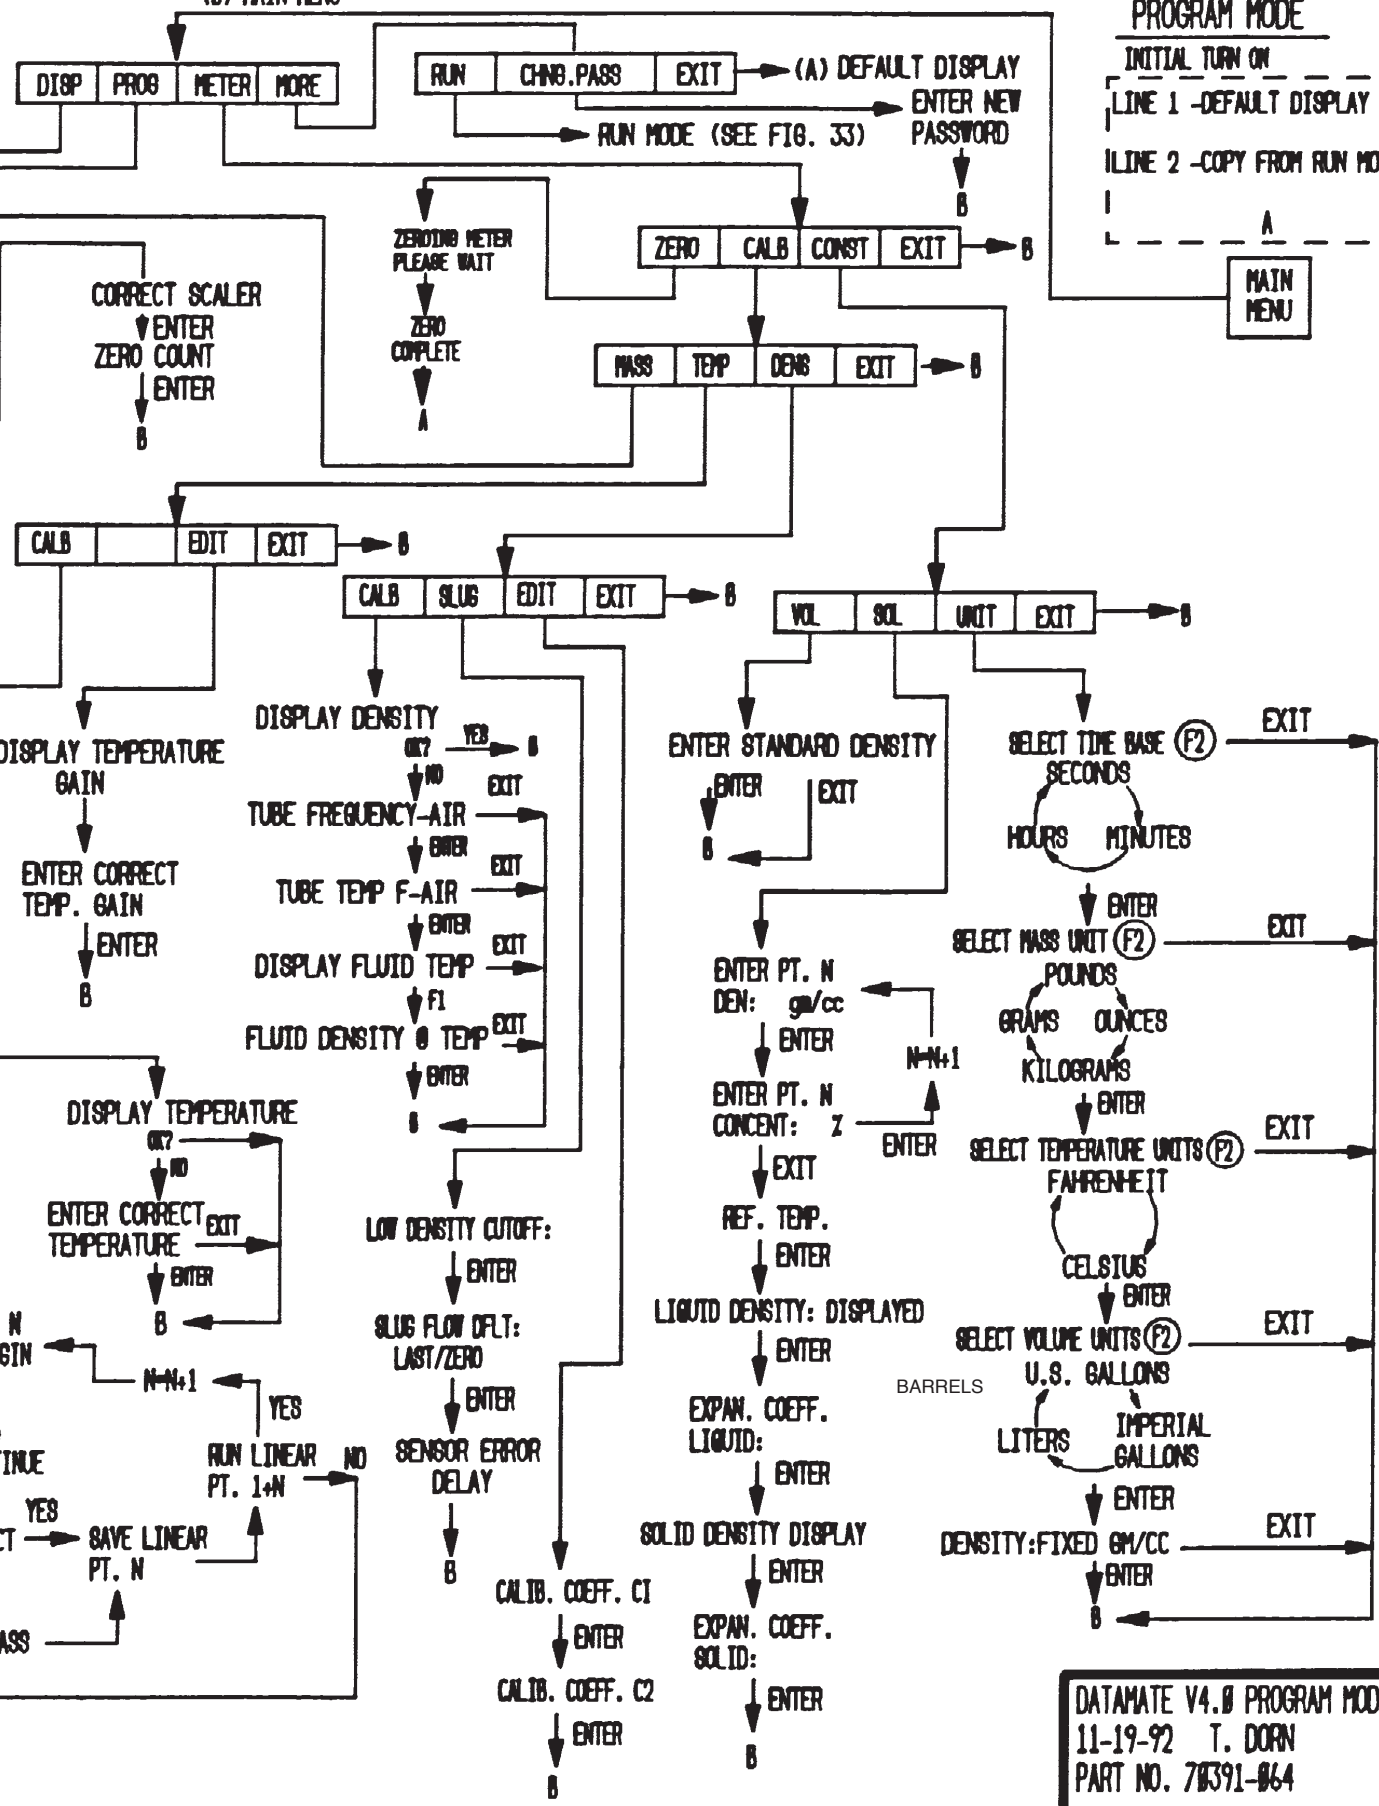 PROGRAM MODE
INITIAL TURN ON
LINE 1 -DEFAULT DISPLAY
LINE 2 -COPY FROM RUN
A
MAIN
MENU
DISP PROG METER MORE
RUN CHNG.PASS EXIT
(A) DEFAULT DISPLAY
ENTER NEW
PASSWORD
B
RUN MODE (SEE FIG. 33)
ZEROING METER
PLEASE WAIT
ZERO
COMPLETE
A
ZERO CALB CONST EXIT
B
CORRECT SCALER
ENTER
ZERO COUNT
ENTER
B
MASS TEMP DENS EXIT
B
CALB EDIT EXIT
B
CALB SLUG EDIT EXIT
B
VOL SOL UNIT EXIT
B
DISPLAY TEMPERATURE
GAIN
ENTER CORRECT
TEMP. GAIN
ENTER
B
DISPLAY TEMPERATURE
OK?
NO
ENTER CORRECT
TEMPERATURE
EXIT
ENTER
B
N
N=N+1
YES
RUN LINEAR
PT. 1+N
NO
YES
SAVE LINEAR
PT. N
DISPLAY DENSITY
OK?
YES
B
NO
EXIT
TUBE FREQUENCY-AIR
ENTER
EXIT
TUBE TEMP F-AIR
ENTER
EXIT
DISPLAY FLUID TEMP
F1
EXIT
FLUID DENSITY @ TEMP
ENTER
B
LOW DENSITY CUTOFF:
ENTER
SLUG FLOW DFLT:
LAST/ZERO
ENTER
SENSOR ERROR
DELAY
B
CALIB. COEFF. C1
ENTER
CALIB. COEFF. C2
ENTER
B
ENTER STANDARD DENSITY
ENTER
EXIT
B
ENTER PT. N
DEN: gm/cc
ENTER
N=N+1
ENTER PT. N
CONCENT: %
ENTER
EXIT
REF. TEMP.
ENTER
LIQUID DENSITY: DISPLAYED
ENTER
EXPAN. COEFF.
LIQUID:
ENTER
SOLID DENSITY DISPLAY
ENTER
EXPAN. COEFF.
SOLID:
ENTER
B
SELECT TIME BASE F2
EXIT
SECONDS
HOURS MINUTES
ENTER
SELECT MASS UNIT F2
EXIT
POUNDS
GRAMS OUNCES
KILOGRAMS
ENTER
SELECT TEMPERATURE UNITS F2
EXIT
FAHRENHEIT
CELSIUS
ENTER
SELECT VOLUME UNITS F2
EXIT
U.S. GALLONS
BARRELS
LITERS
IMPERIAL
GALLONS
ENTER
DENSITY:FIXED GM/CC
EXIT
ENTER
B
DATAMATE V4.0 PROGRAM
11-19-92 T. DORN
PART NO. 70391-064